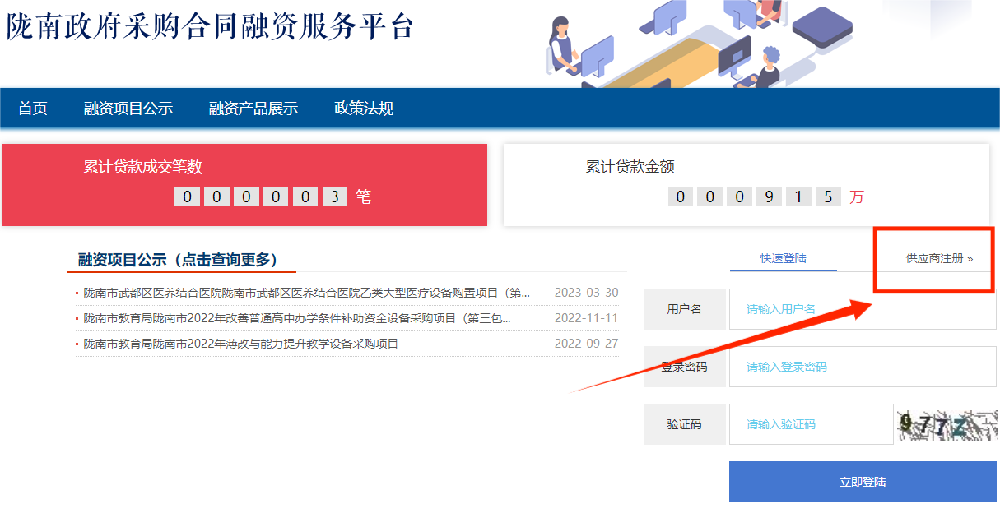 陇南政府采购合同融资服务平台
首页 融资项目公示 融资产品展示 政策法规
累计贷款成交笔数
0 0 0 0 0 3 笔
累计贷款金额
0 0 0 9 1 5 万
融资项目公示（点击查询更多）
陇南市武都区医养结合医院陇南市武都区医养结合医院乙类大型医疗设备购置项目（第... 2023-03-30
陇南市教育局陇南市2022年改善普通高中办学条件补助资金设备采购项目（第三包... 2022-11-11
陇南市教育局陇南市2022年薄改与能力提升教学设备采购项目 2022-09-27
快速登陆 供应商注册 »
用户名 请输入用户名
登录密码 请输入登录密码
验证码 请输入验证码 977Z
立即登陆